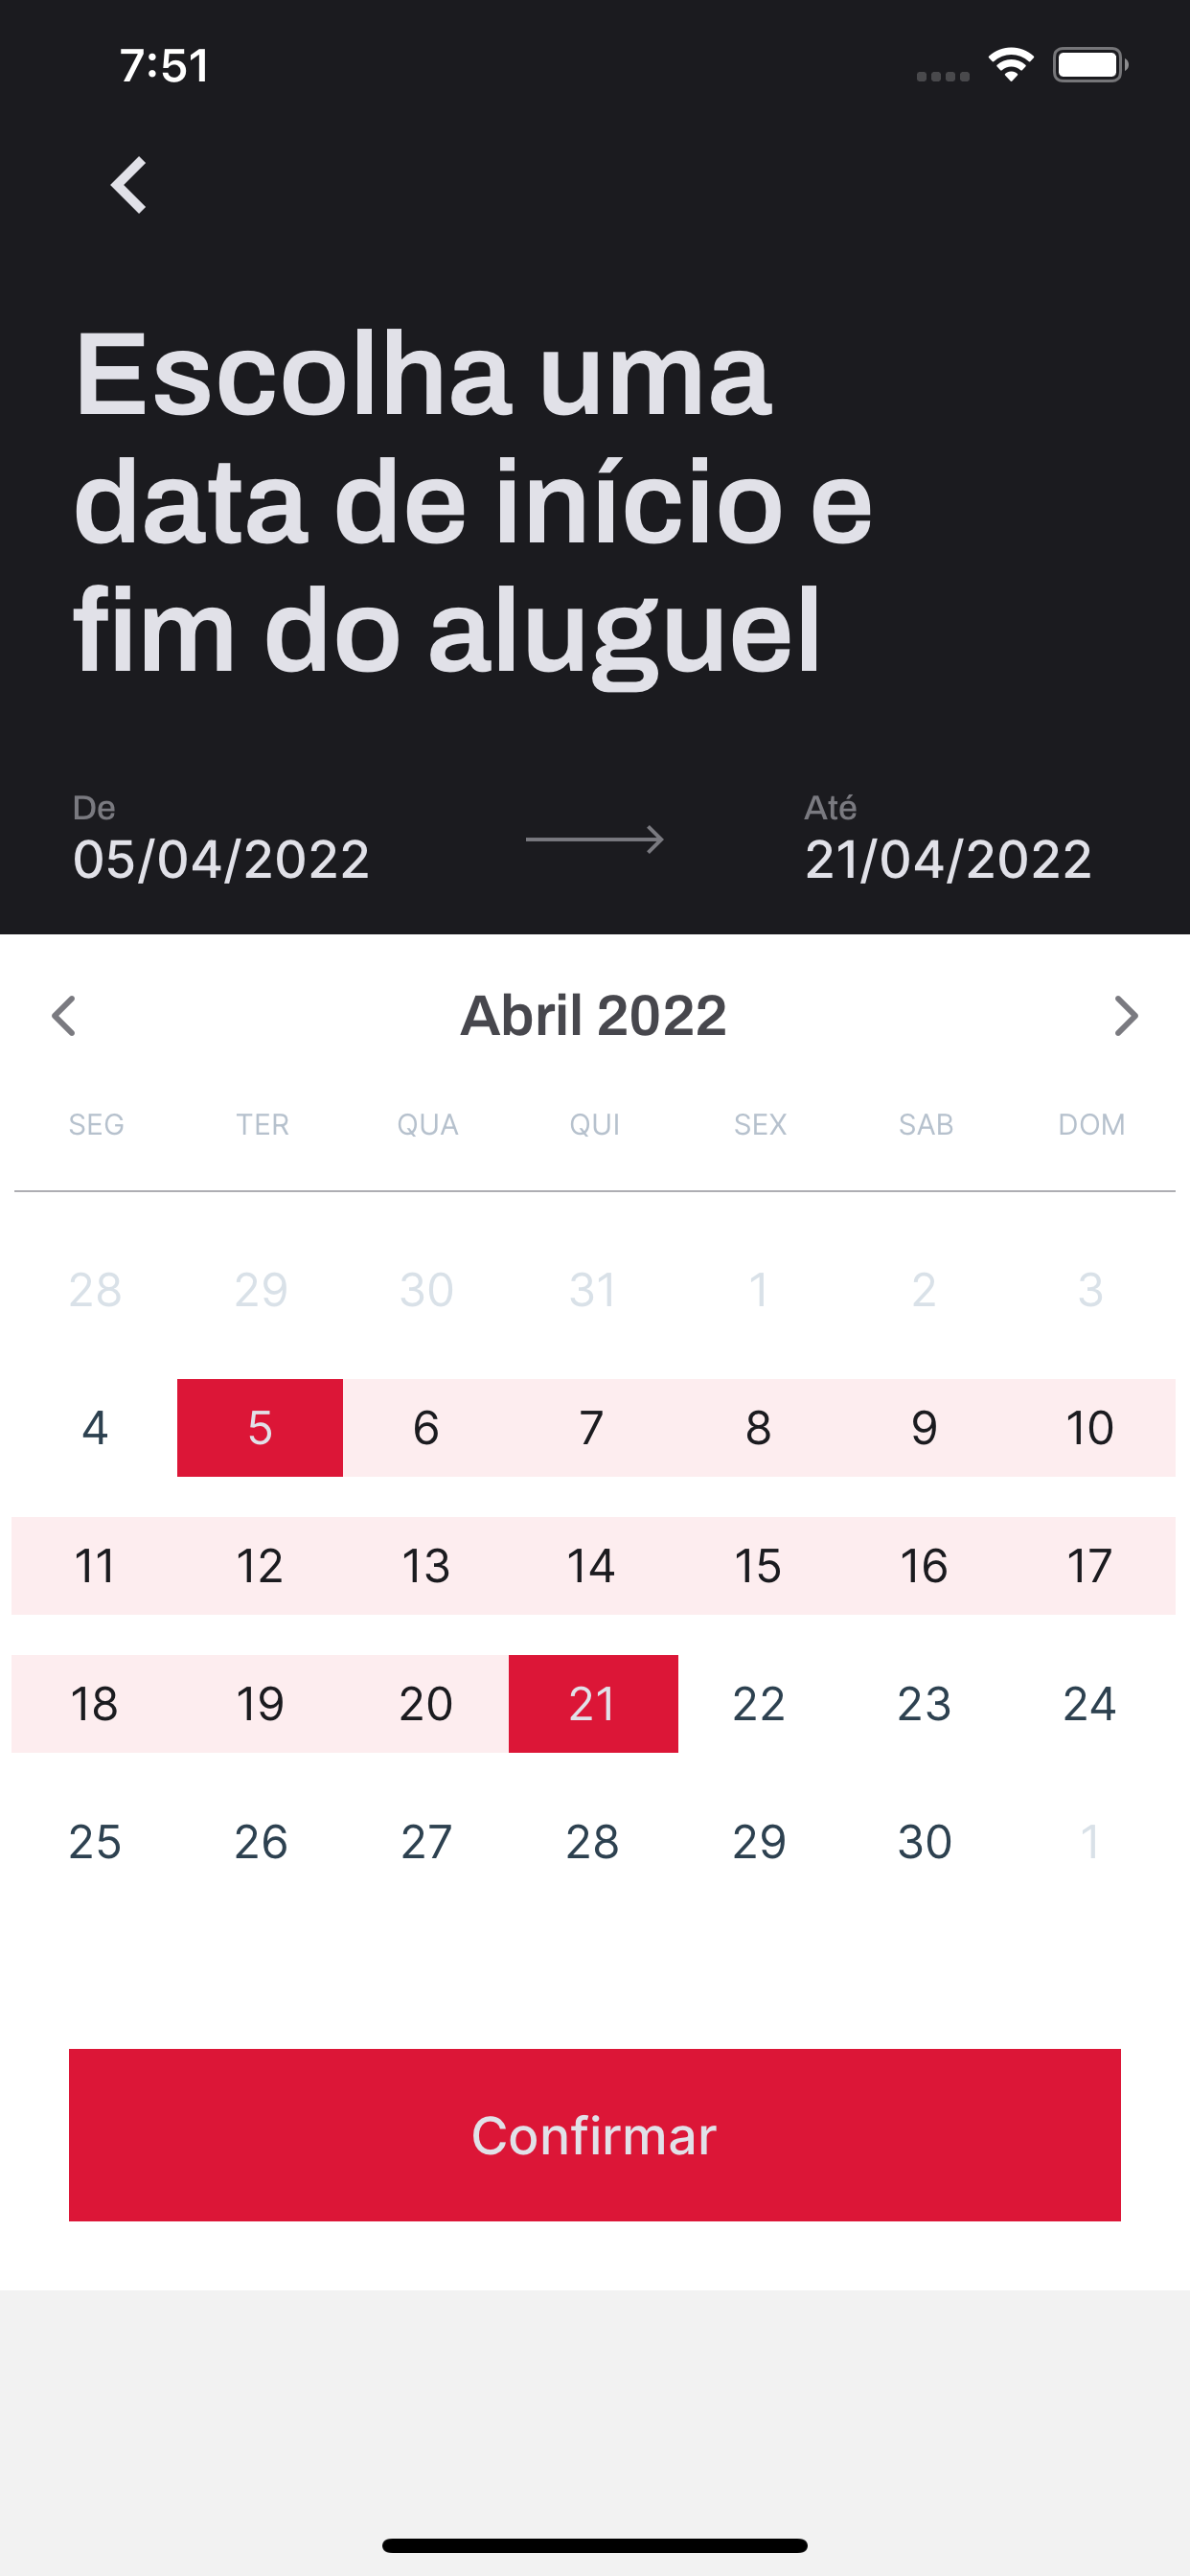 7:51
Escolha uma
data de início e
fim do aluguel
De
Até
05/04/2022
21/04/2022
Abril 2022
SEG TER QUA QUI SEX SAB DOM
28 29 30 31 1 2 3
4 5 6 7 8 9 10
11 12 13 14 15 16 17
18 19 20 21 22 23 24
25 26 27 28 29 30 1
Confirmar